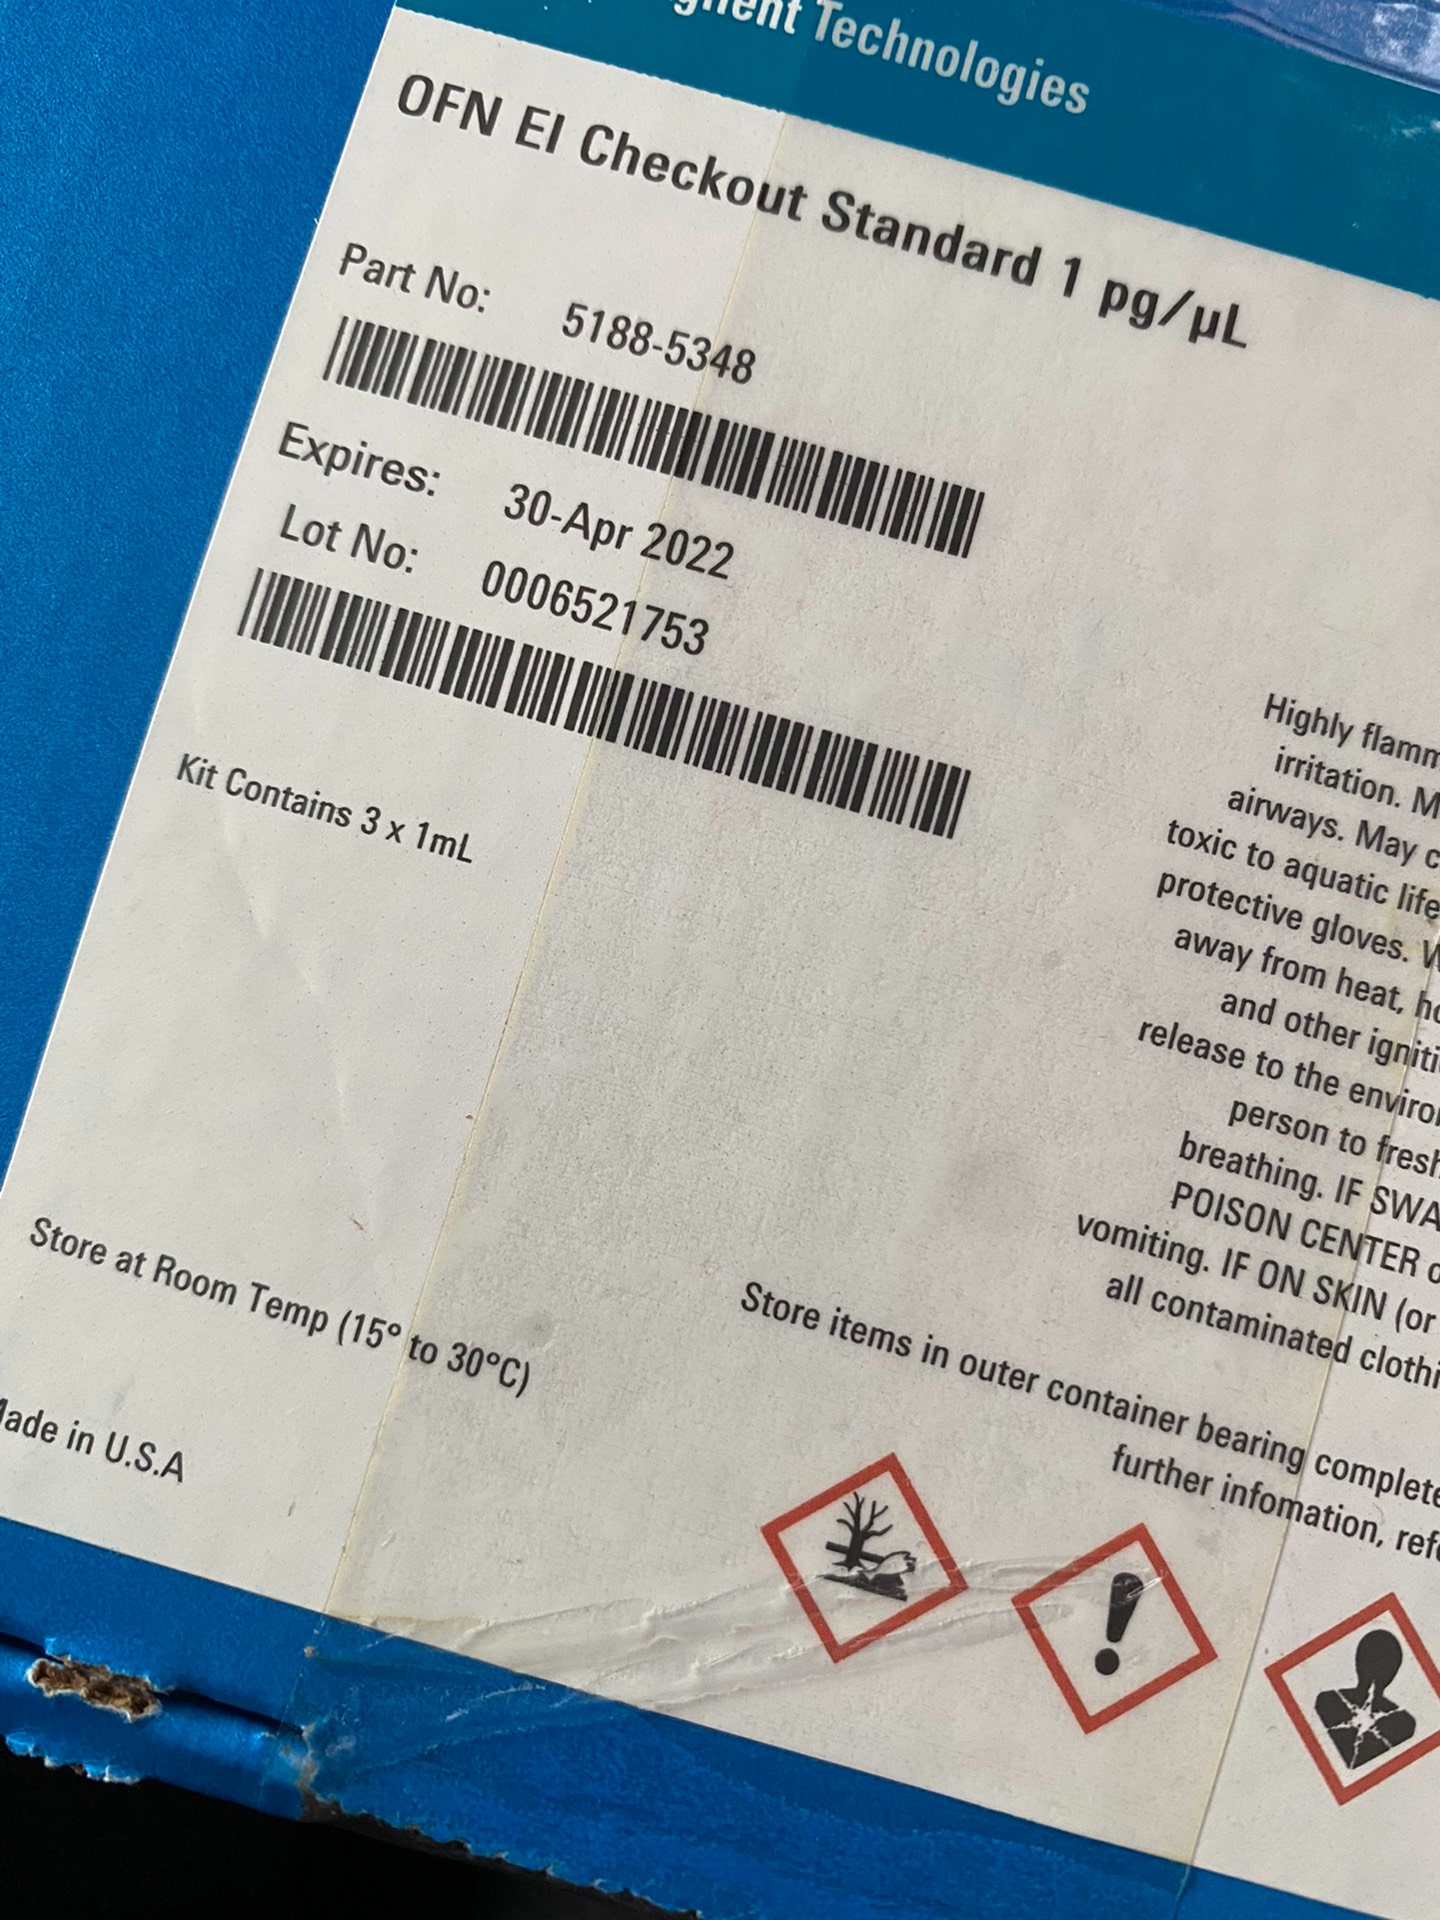 Technologies
OFN EI Checkout Standard 1 pg/µL
Part No: 5188-5348
Expires: 30-Apr 2022
Lot No: 0006521753
Kit Contains 3 x 1mL
Store at Room Temp (15° to 30°C)
Made in U.S.A
Highly flamm
irritation. M
airways. May c
toxic to aquatic life
protective gloves. W
away from heat, ho
and other igniti
release to the enviro
person to fresh
breathing. IF SWA
POISON CENTER o
vomiting. IF ON SKIN (or
all contaminated clothi
Store items in outer container bearing complete
further infomation, refe